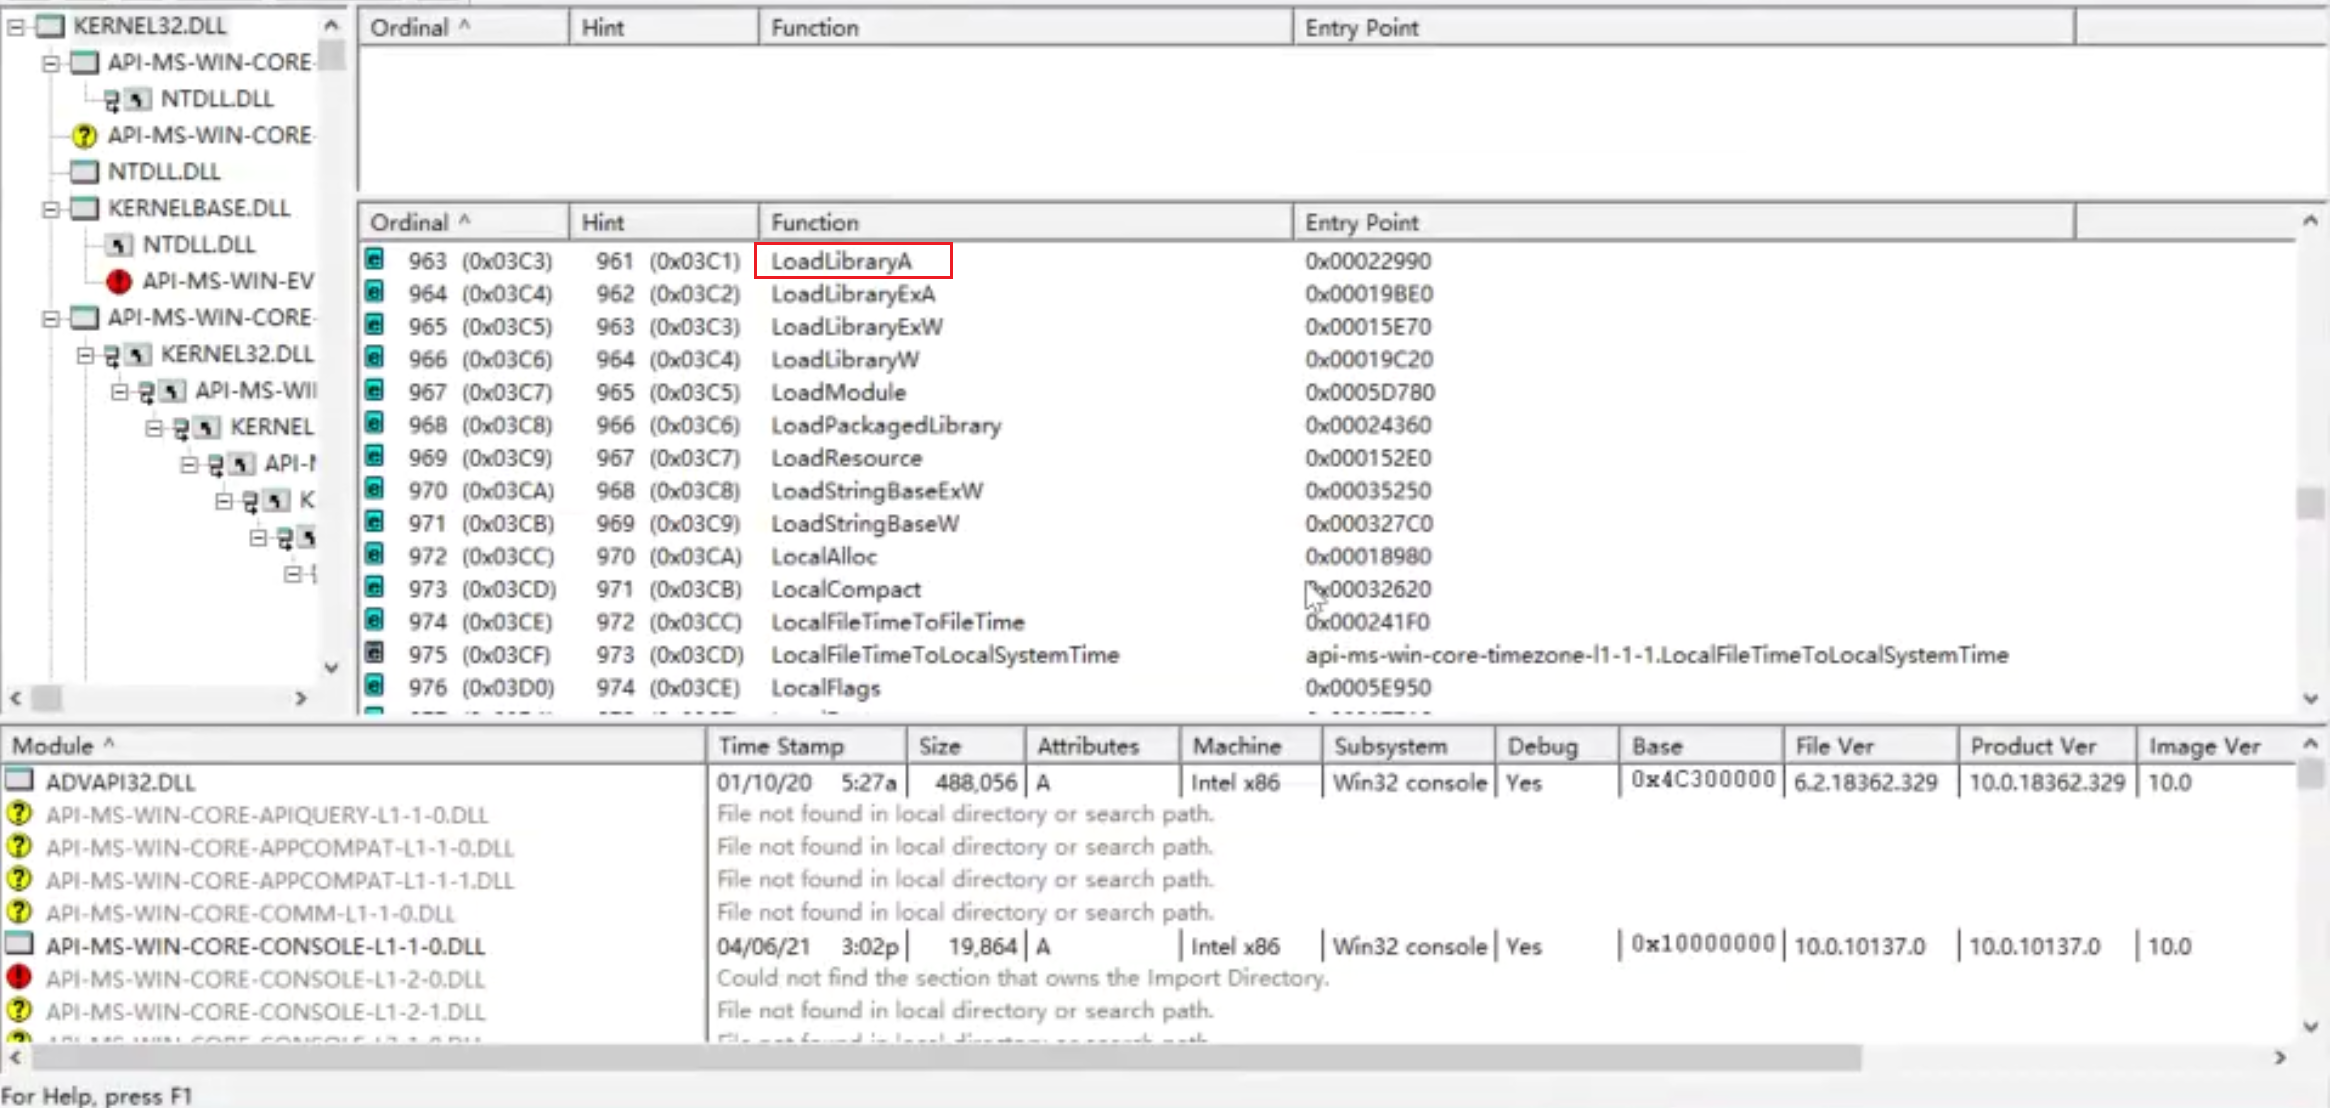 KERNEL32.DLL
API-MS-WIN-CORE-
NTDLL.DLL
API-MS-WIN-CORE-
NTDLL.DLL
KERNELBASE.DLL
NTDLL.DLL
API-MS-WIN-EV
API-MS-WIN-CORE-
KERNEL32.DLL
API-MS-WII
KERNEL
API-
K
Ordinal ^ Hint Function Entry Point
Ordinal ^ Hint Function Entry Point
963 (0x03C3) 961 (0x03C1) LoadLibraryA 0x00022990
964 (0x03C4) 962 (0x03C2) LoadLibraryExA 0x00019BE0
965 (0x03C5) 963 (0x03C3) LoadLibraryExW 0x00015E70
966 (0x03C6) 964 (0x03C4) LoadLibraryW 0x00019C20
967 (0x03C7) 965 (0x03C5) LoadModule 0x0005D780
968 (0x03C8) 966 (0x03C6) LoadPackagedLibrary 0x00024360
969 (0x03C9) 967 (0x03C7) LoadResource 0x000152E0
970 (0x03CA) 968 (0x03C8) LoadStringBaseExW 0x00035250
971 (0x03CB) 969 (0x03C9) LoadStringBaseW 0x000327C0
972 (0x03CC) 970 (0x03CA) LocalAlloc 0x00018980
973 (0x03CD) 971 (0x03CB) LocalCompact 0x00032620
974 (0x03CE) 972 (0x03CC) LocalFileTimeToFileTime 0x000241F0
975 (0x03CF) 973 (0x03CD) LocalFileTimeToLocalSystemTime api-ms-win-core-timezone-l1-1-1.LocalFileTimeToLocalSystemTime
976 (0x03D0) 974 (0x03CE) LocalFlags 0x0005E950
Module ^ Time Stamp Size Attributes Machine Subsystem Debug Base File Ver Product Ver Image Ver
ADVAPI32.DLL 01/10/20 5:27a 488,056 A Intel x86 Win32 console Yes 0x4C300000 6.2.18362.329 10.0.18362.329 10.0
API-MS-WIN-CORE-APIQUERY-L1-1-0.DLL File not found in local directory or search path.
API-MS-WIN-CORE-APPCOMPAT-L1-1-0.DLL File not found in local directory or search path.
API-MS-WIN-CORE-APPCOMPAT-L1-1-1.DLL File not found in local directory or search path.
API-MS-WIN-CORE-COMM-L1-1-0.DLL File not found in local directory or search path.
API-MS-WIN-CORE-CONSOLE-L1-1-0.DLL 04/06/21 3:02p 19,864 A Intel x86 Win32 console Yes 0x10000000 10.0.10137.0 10.0.10137.0 10.0
API-MS-WIN-CORE-CONSOLE-L1-2-0.DLL Could not find the section that owns the Import Directory.
API-MS-WIN-CORE-CONSOLE-L1-2-1.DLL File not found in local directory or search path.
For Help, press F1